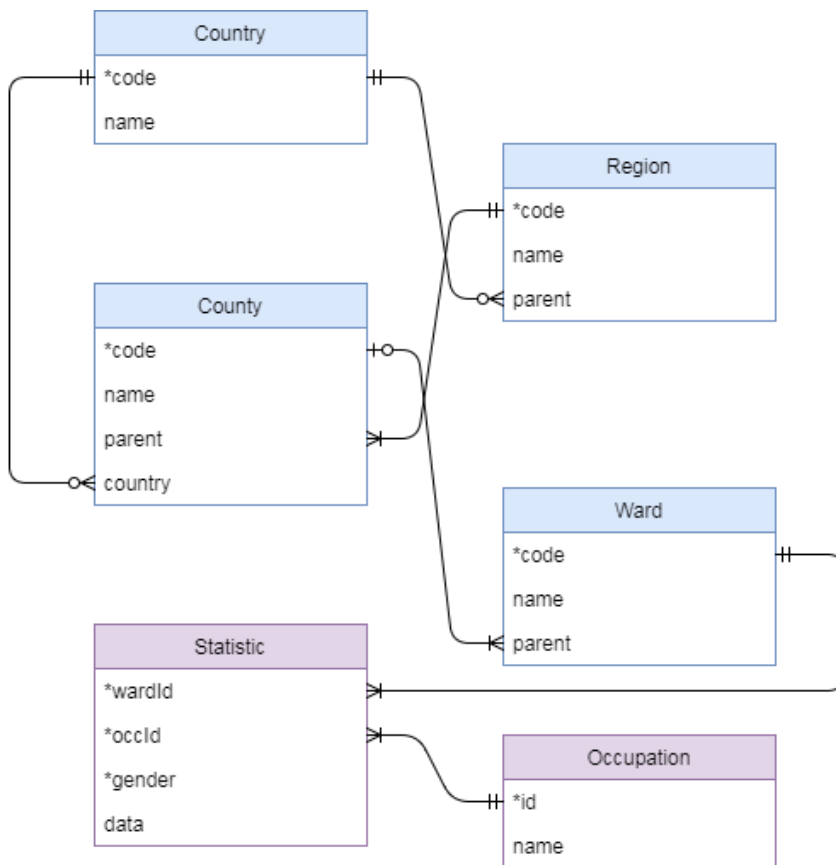 Country
*code
name
Region
*code
name
parent
County
*code
name
parent
country
Ward
*code
name
parent
Statistic
*wardId
*occId
*gender
data
Occupation
*id
name